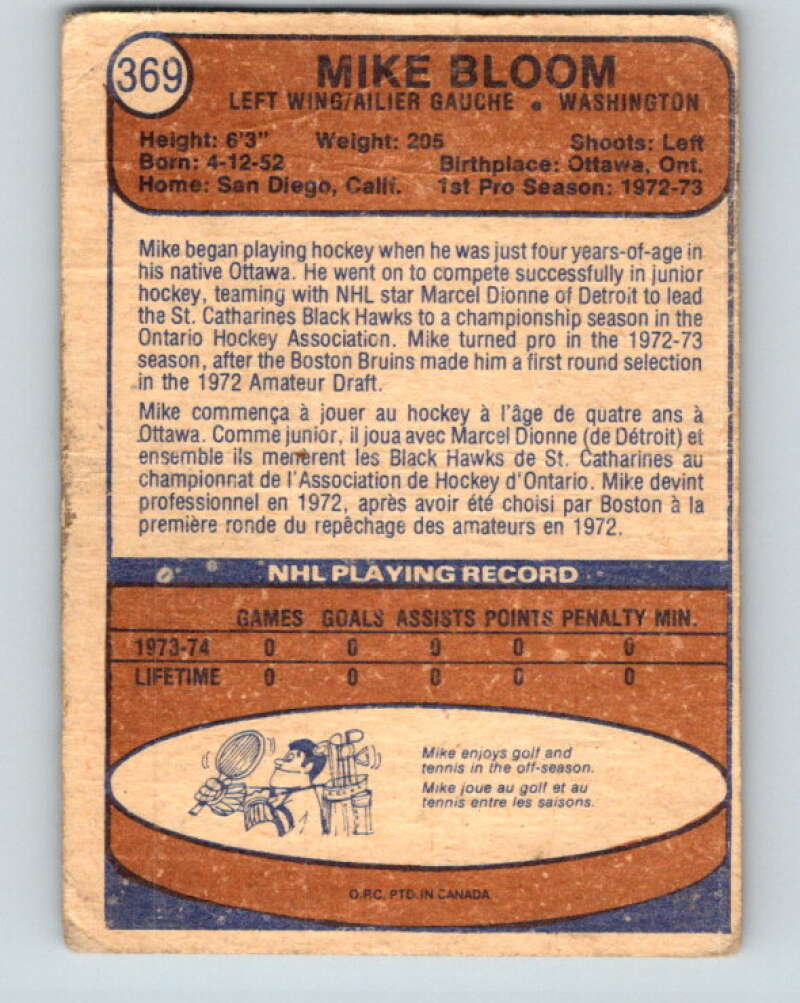 369
MIKE BLOOM
LEFT WING/AILIER GAUCHE • WASHINGTON
Height: 6'3" Weight: 205 Shoots: Left
Born: 4-12-52 Birthplace: Ottawa, Ont.
Home: San Diego, Calif. 1st Pro Season: 1972-73
Mike began playing hockey when he was just four years-of-age in
his native Ottawa. He went on to compete successfully in junior
hockey, teaming with NHL star Marcel Dionne of Detroit to lead
the St. Catharines Black Hawks to a championship season in the
Ontario Hockey Association. Mike turned pro in the 1972-73
season, after the Boston Bruins made him a first round selection
in the 1972 Amateur Draft.
Mike commença à jouer au hockey à l'âge de quatre ans à
Ottawa. Comme junior, il joua avec Marcel Dionne (de Détroit) et
ensemble ils menèrent les Black Hawks de St. Catharines au
championnat de l'Association de Hockey d'Ontario. Mike devint
professionnel en 1972, après avoir été choisi par Boston à la
première ronde du repêchage des amateurs en 1972.
NHL PLAYING RECORD
GAMES GOALS ASSISTS POINTS PENALTY MIN.
1973-74 0 0 0 0 0
LIFETIME 0 0 0 0 0
Mike enjoys golf and
tennis in the off-season.
Mike joue au golf et au
tennis entre les saisons.
O.P.C. PTD. IN CANADA